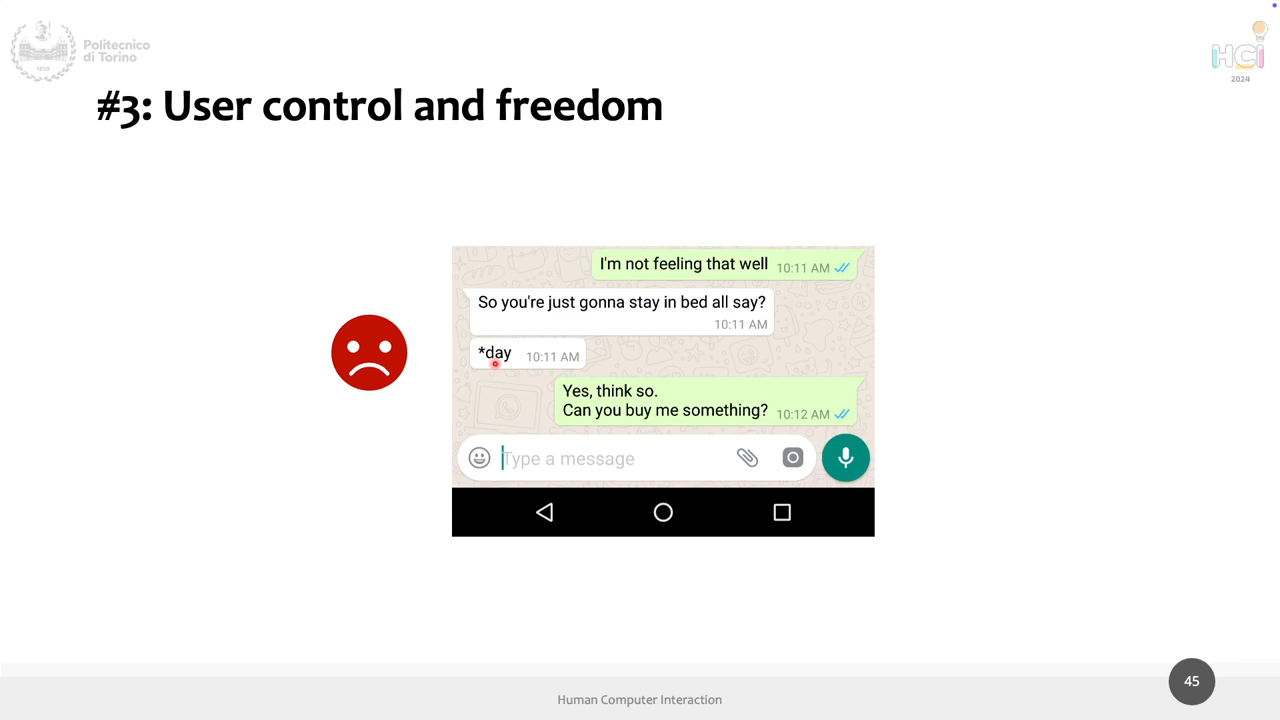 Politecnico
di Torino
1859
HCI
2024
#3: User control and freedom
I'm not feeling that well 10:11 AM
So you're just gonna stay in bed all say?
10:11 AM
*day 10:11 AM
Yes, think so.
Can you buy me something? 10:12 AM
Type a message
45
Human Computer Interaction